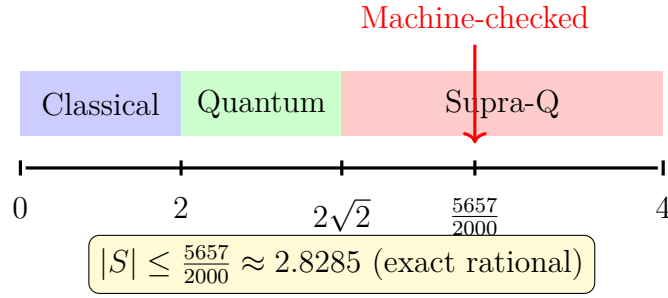 Machine-checked
Classical Quantum Supra-Q
0 2 2√2 5657/2000 4
|S| ≤ 5657/2000 ≈ 2.8285 (exact rational)